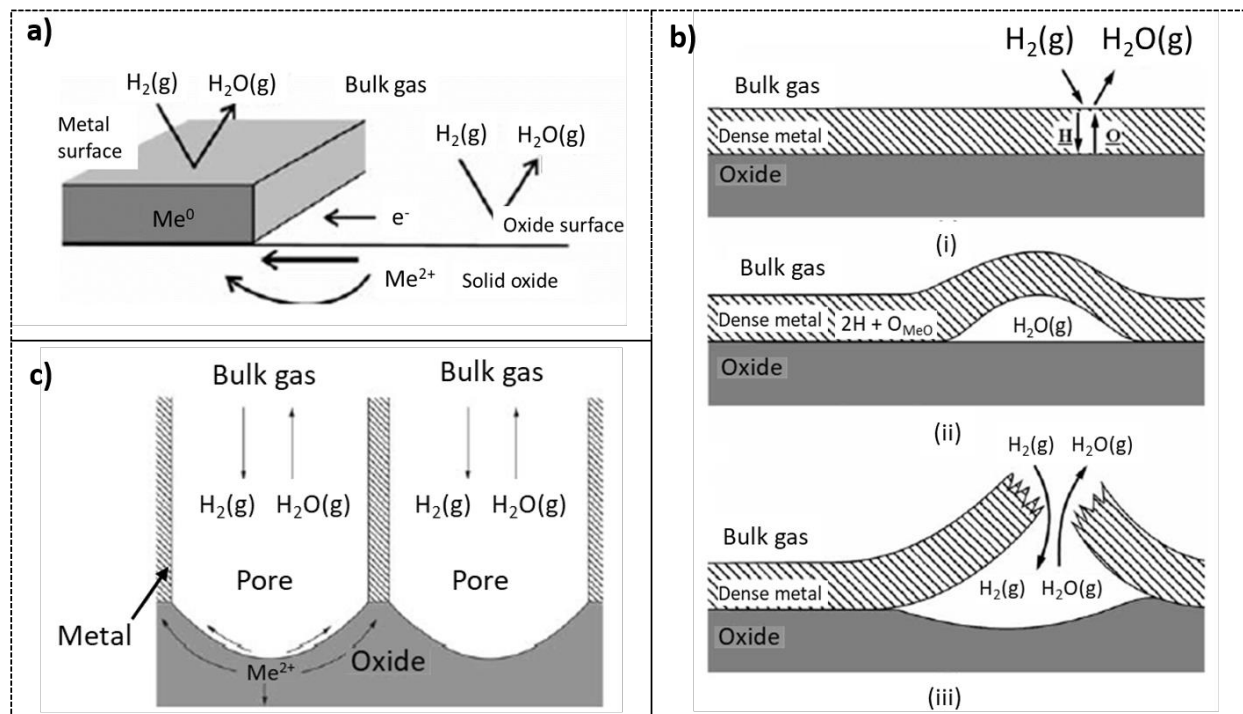 a)
H₂(g) H₂O(g) Bulk gas
Metal
surface
H₂(g) H₂O(g)
Me⁰
e⁻
Oxide surface
Me²⁺ Solid oxide
b)
H₂(g) H₂O(g)
Bulk gas
Dense metal H O
Oxide
(i)
Bulk gas
Dense metal 2H + O_MeO H₂O(g)
Oxide
(ii)
H₂(g) H₂O(g)
Bulk gas
Dense metal H₂(g) H₂O(g)
Oxide
(iii)
c)
Bulk gas Bulk gas
H₂(g) H₂O(g) H₂(g) H₂O(g)
Pore Pore
Metal
Me²⁺ Oxide